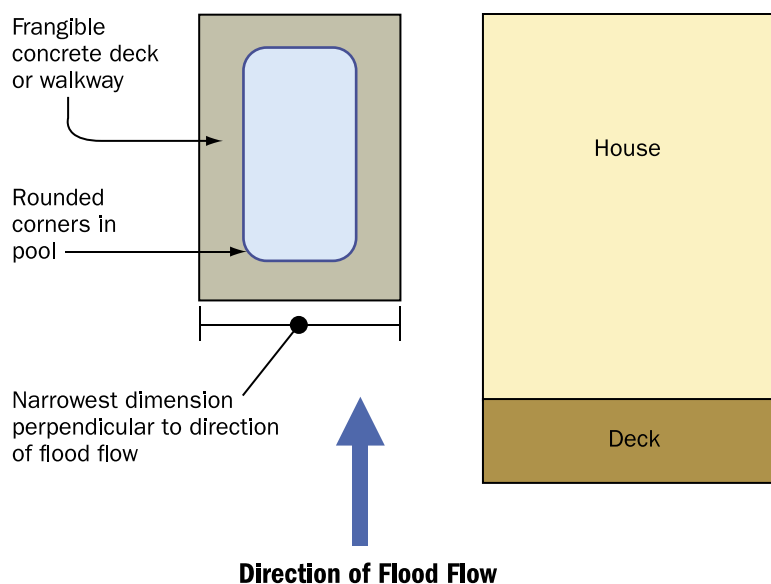 Frangible
concrete deck
or walkway
House
Rounded
corners in
pool
Narrowest dimension
perpendicular to direction
of flood flow
Deck
Direction of Flood Flow